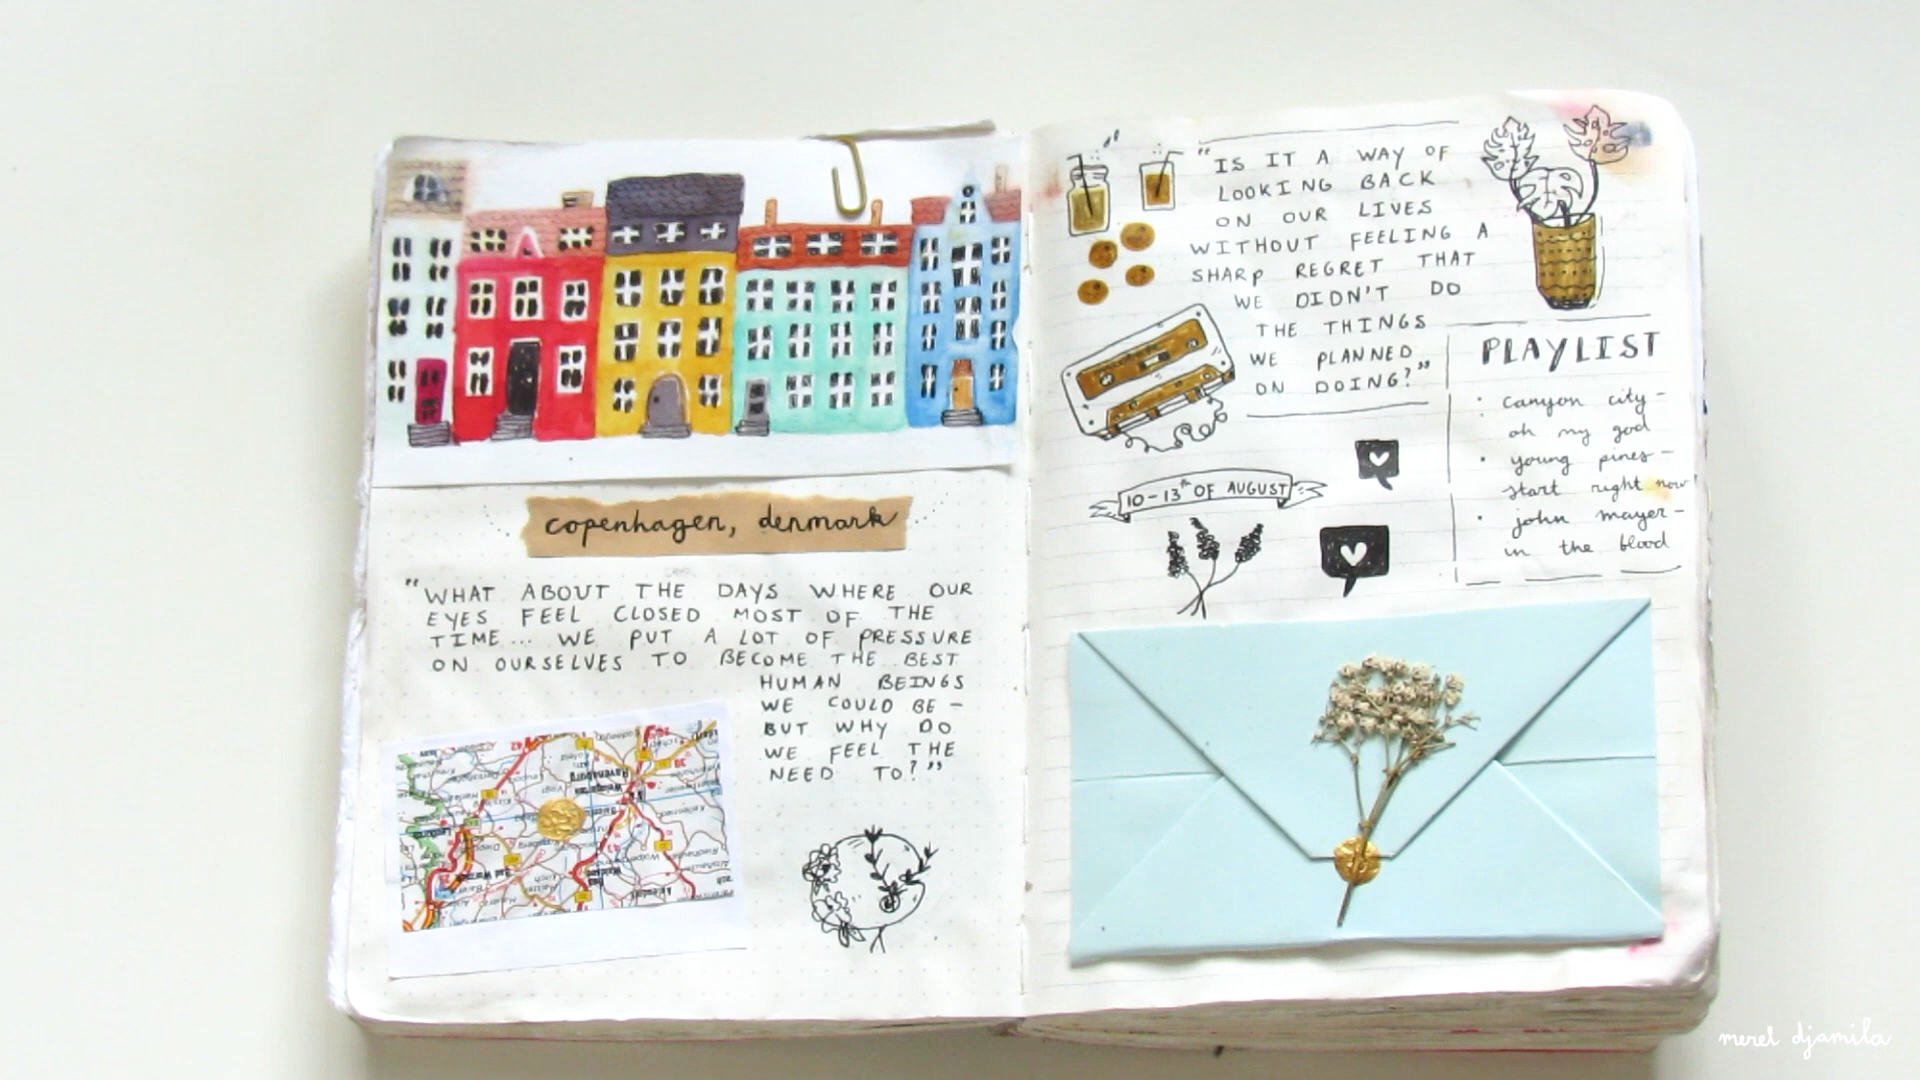 copenhagen, denmark
"WHAT ABOUT THE DAYS WHERE OUR
EYES FEEL CLOSED MOST OF THE
TIME... WE PUT A LOT OF PRESSURE
ON OURSELVES TO BECOME THE BEST
HUMAN BEINGS
WE COULD BE -
BUT WHY DO
WE FEEL THE
NEED TO?"
Ravensburg
Weingarten
"IS IT A WAY OF
LOOKING BACK
ON OUR LIVES
WITHOUT FEELING A
SHARP REGRET THAT
WE DIDN'T DO
THE THINGS
WE PLANNED
ON DOING?"
10-13th OF AUGUST
PLAYLIST
· canyon city -
oh my god
· young pines -
start right now
· john mayer -
in the blood
merel djamila